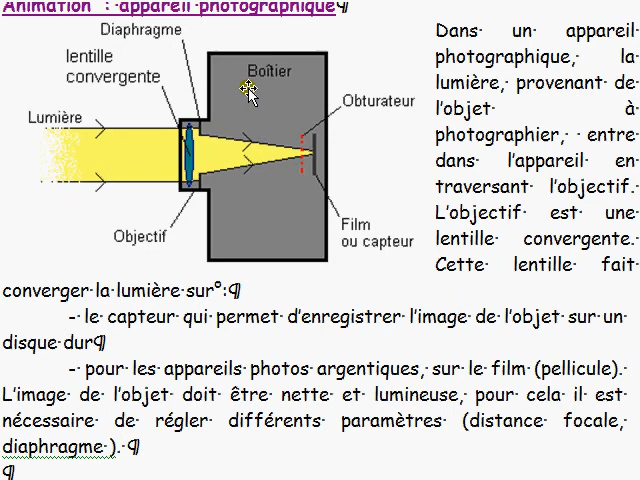 Animation : appareil photographique¶
Diaphragme
lentille
convergente
Boîtier
Obturateur
Lumière
Objectif
Film
ou capteur
Dans un appareil
photographique, la
lumière, provenant de
l'objet à
photographier, entre
dans l'appareil en
traversant l'objectif.
L'objectif est une
lentille convergente.
Cette lentille fait
converger la lumière sur°:¶
- le capteur qui permet d'enregistrer l'image de l'objet sur un
disque dur¶
- pour les appareils photos argentiques, sur le film (pellicule).
L'image de l'objet doit être nette et lumineuse, pour cela il est
nécessaire de régler différents paramètres (distance focale,
diaphragme ). ¶
¶